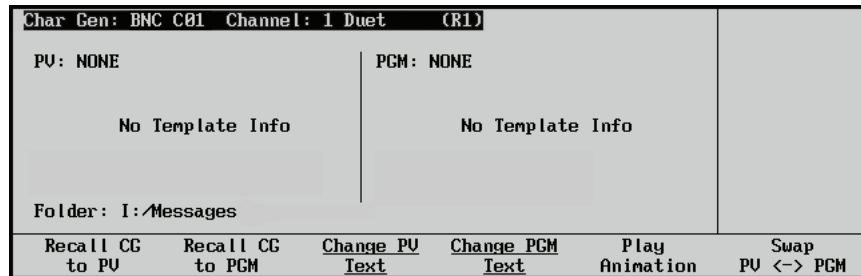 Char Gen: BNC C01 Channel: 1 Duet (R1)
PV: NONE PGM: NONE
No Template Info No Template Info
Folder: I:/Messages
Recall CG Recall CG Change PV Change PGM Play Swap
to PV to PGM Text Text Animation PV <-> PGM